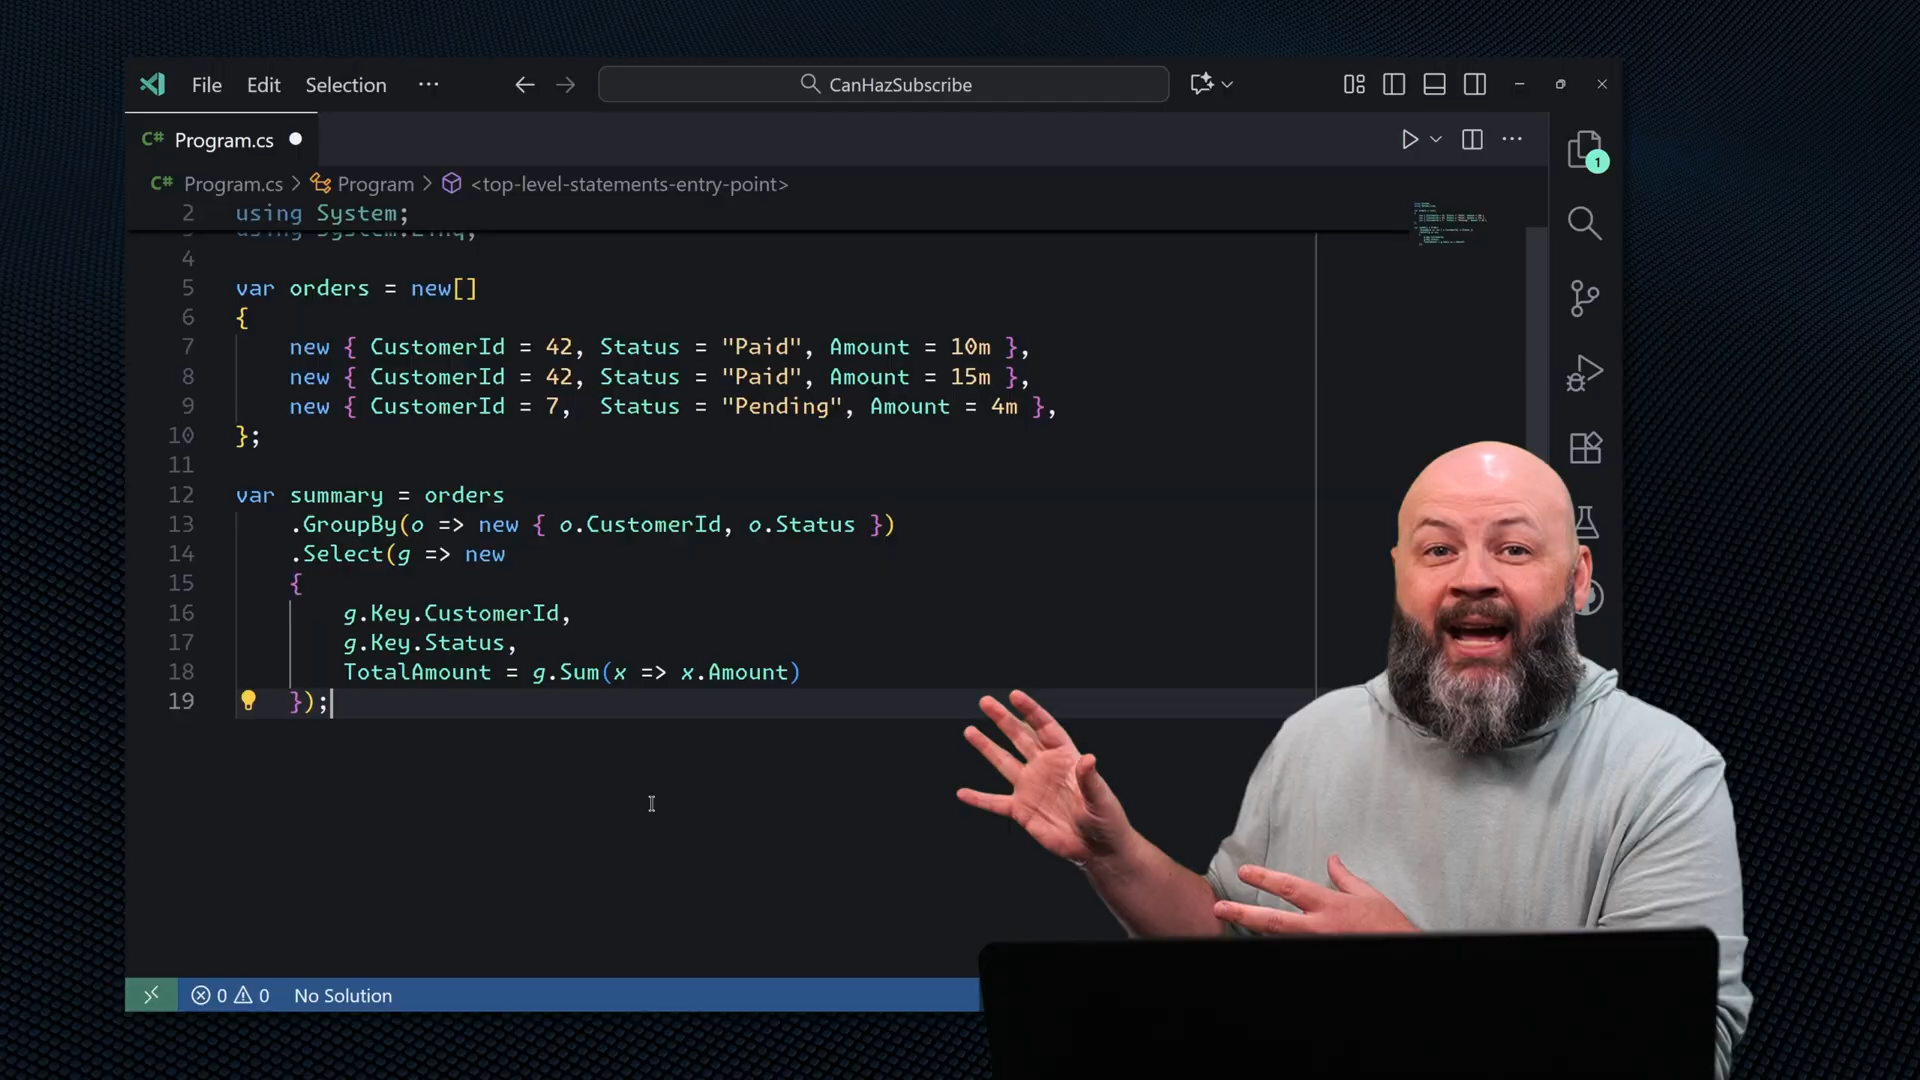 File Edit Selection ··· CanHazSubscribe
C# Program.cs
C# Program.cs > Program > <top-level-statements-entry-point>
2 using System;
3 using System.Linq;
4
5 var orders = new[]
6 {
7 new { CustomerId = 42, Status = "Paid", Amount = 10m },
8 new { CustomerId = 42, Status = "Paid", Amount = 15m },
9 new { CustomerId = 7,  Status = "Pending", Amount = 4m },
10 };
11
12 var summary = orders
13 .GroupBy(o => new { o.CustomerId, o.Status })
14 .Select(g => new
15 {
16 g.Key.CustomerId,
17 g.Key.Status,
18 TotalAmount = g.Sum(x => x.Amount)
19 });
1
0 0 No Solution